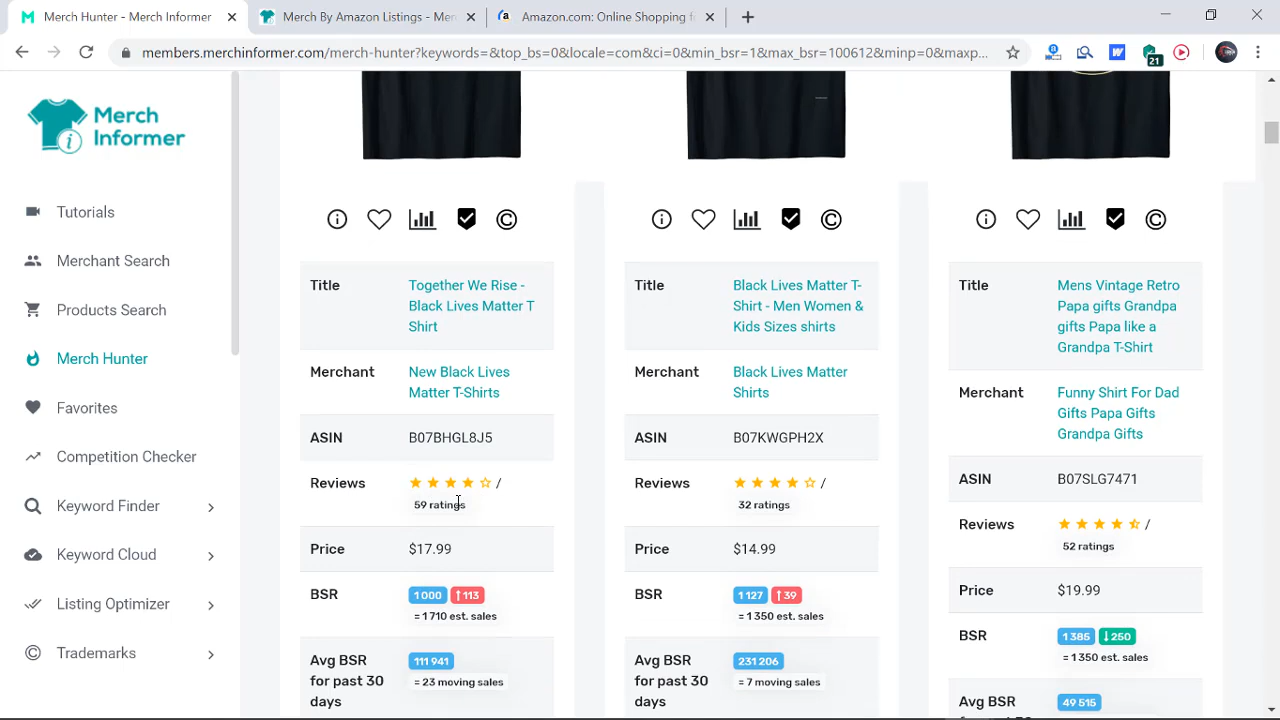 Merch Hunter - Merch Informer
Merch By Amazon Listings - Mer
Amazon.com: Online Shopping f
members.merchinformer.com/merch-hunter?keywords=&top_bs=0&locale=com&ci=0&min_bsr=1&max_bsr=100612&minp=0&maxp...
21
Merch
Informer
Tutorials
Merchant Search
Products Search
Merch Hunter
Favorites
Competition Checker
Keyword Finder
Keyword Cloud
Listing Optimizer
Trademarks
Title
Together We Rise -
Black Lives Matter T
Shirt
Merchant
New Black Lives
Matter T-Shirts
ASIN
B07BHGL8J5
Reviews
/
59 ratings
Price
$17.99
BSR
1 000 113
= 1 710 est. sales
Avg BSR
for past 30
days
111 941
= 23 moving sales
Title
Black Lives Matter T-
Shirt - Men Women &
Kids Sizes shirts
Merchant
Black Lives Matter
Shirts
ASIN
B07KWGPH2X
Reviews
/
32 ratings
Price
$14.99
BSR
1 127 39
= 1 350 est. sales
Avg BSR
for past 30
days
231 206
= 7 moving sales
Title
Mens Vintage Retro
Papa gifts Grandpa
gifts Papa like a
Grandpa T-Shirt
Merchant
Funny Shirt For Dad
Gifts Papa Gifts
Grandpa Gifts
ASIN
B07SLG7471
Reviews
/
52 ratings
Price
$19.99
BSR
1 385 250
= 1 350 est. sales
Avg BSR
49 515